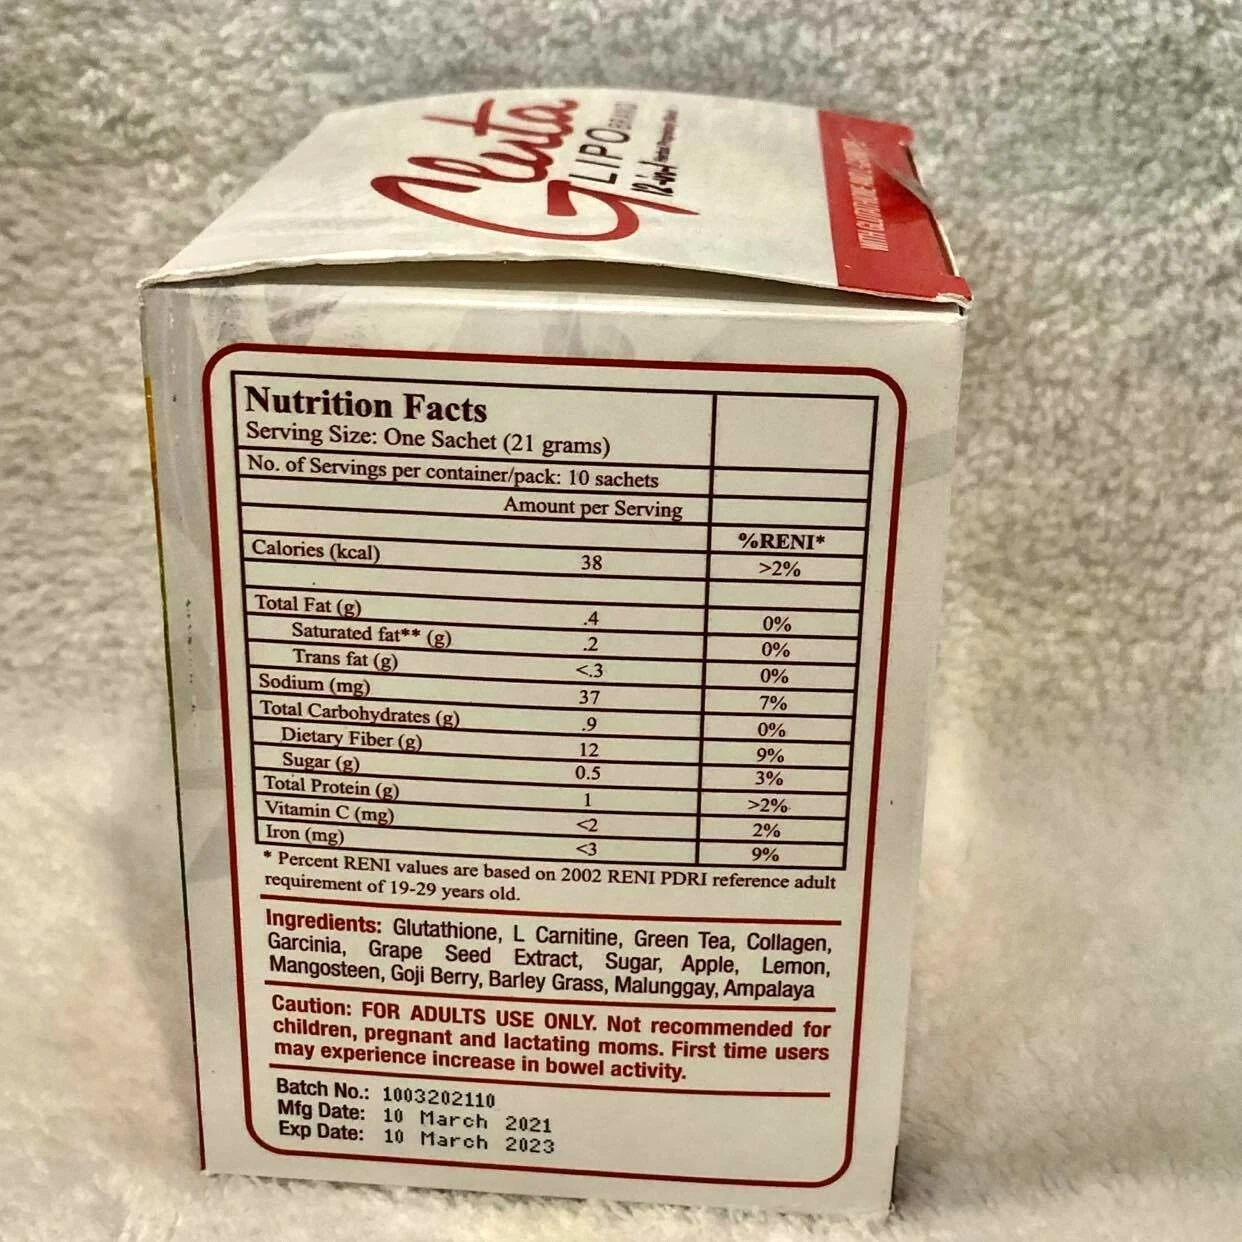 Gluta
LIPO BRAND
12-in-1
WITH GLUTATHIONE AND
Nutrition Facts
Serving Size: One Sachet (21 grams)
No. of Servings per container/pack: 10 sachets
Amount per Serving
%RENI*
Calories (kcal) 38 >2%
Total Fat (g) .4 0%
Saturated fat** (g) .2 0%
Trans fat (g) <.3 0%
Sodium (mg) 37 7%
Total Carbohydrates (g) .9 0%
Dietary Fiber (g) 12 9%
Sugar (g) 0.5 3%
Total Protein (g) 1 >2%
Vitamin C (mg) <2 2%
Iron (mg) <3 9%
* Percent RENI values are based on 2002 RENI PDRI reference adult
requirement of 19-29 years old.
Ingredients: Glutathione, L Carnitine, Green Tea, Collagen,
Garcinia, Grape Seed Extract, Sugar, Apple, Lemon,
Mangosteen, Goji Berry, Barley Grass, Malunggay, Ampalaya
Caution: FOR ADULTS USE ONLY. Not recommended for
children, pregnant and lactating moms. First time users
may experience increase in bowel activity.
Batch No.: 1003202110
Mfg Date: 10 March 2021
Exp Date: 10 March 2023